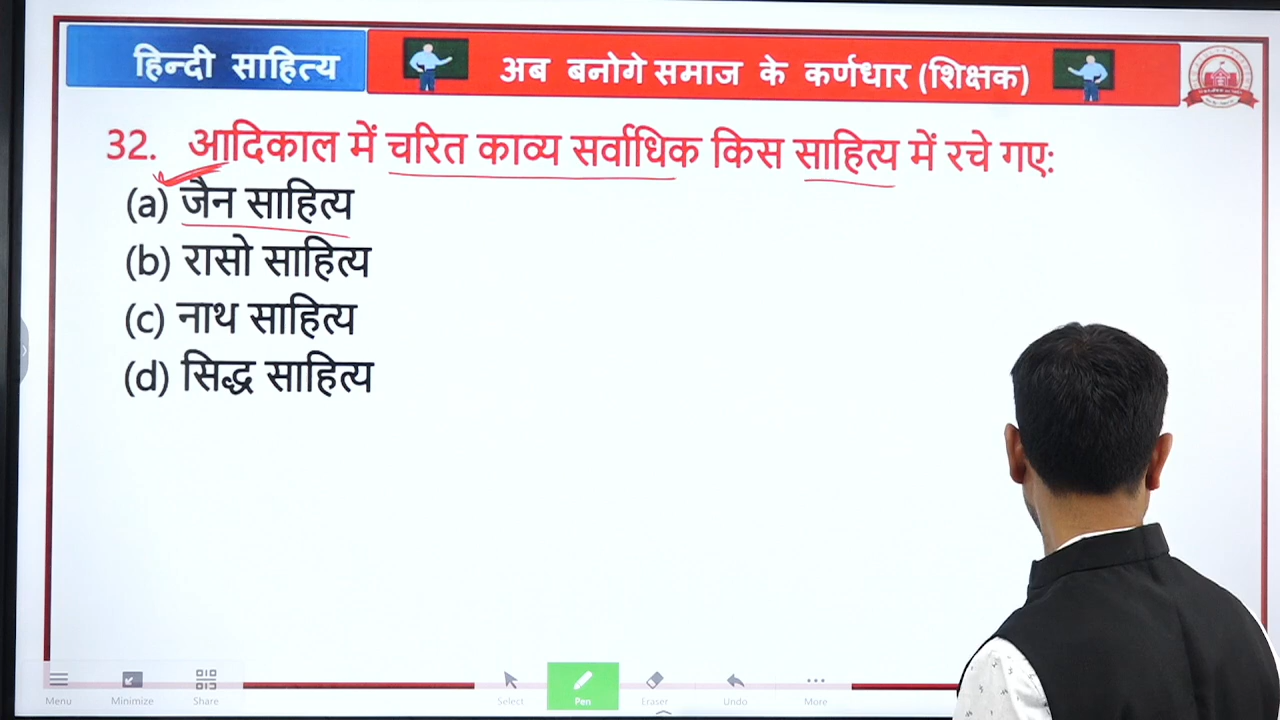 हिन्दी साहित्य
अब बनोगे समाज के कर्णधार (शिक्षक)
32. आदिकाल में चरित काव्य सर्वाधिक किस साहित्य में रचे गए:
(a) जैन साहित्य
(b) रासो साहित्य
(c) नाथ साहित्य
(d) सिद्ध साहित्य
Menu Minimize Share Select Pen Eraser Undo More